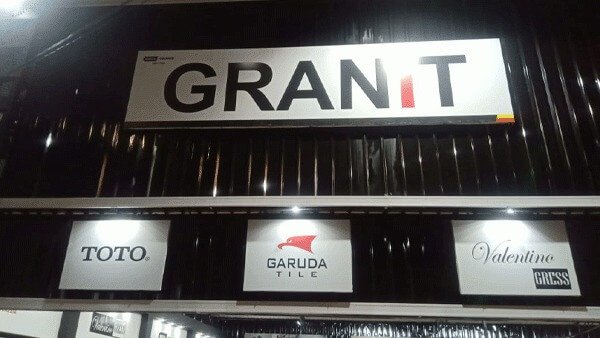 GRANiT
TOTO
GARUDA
TILE
Valentino
GRESS